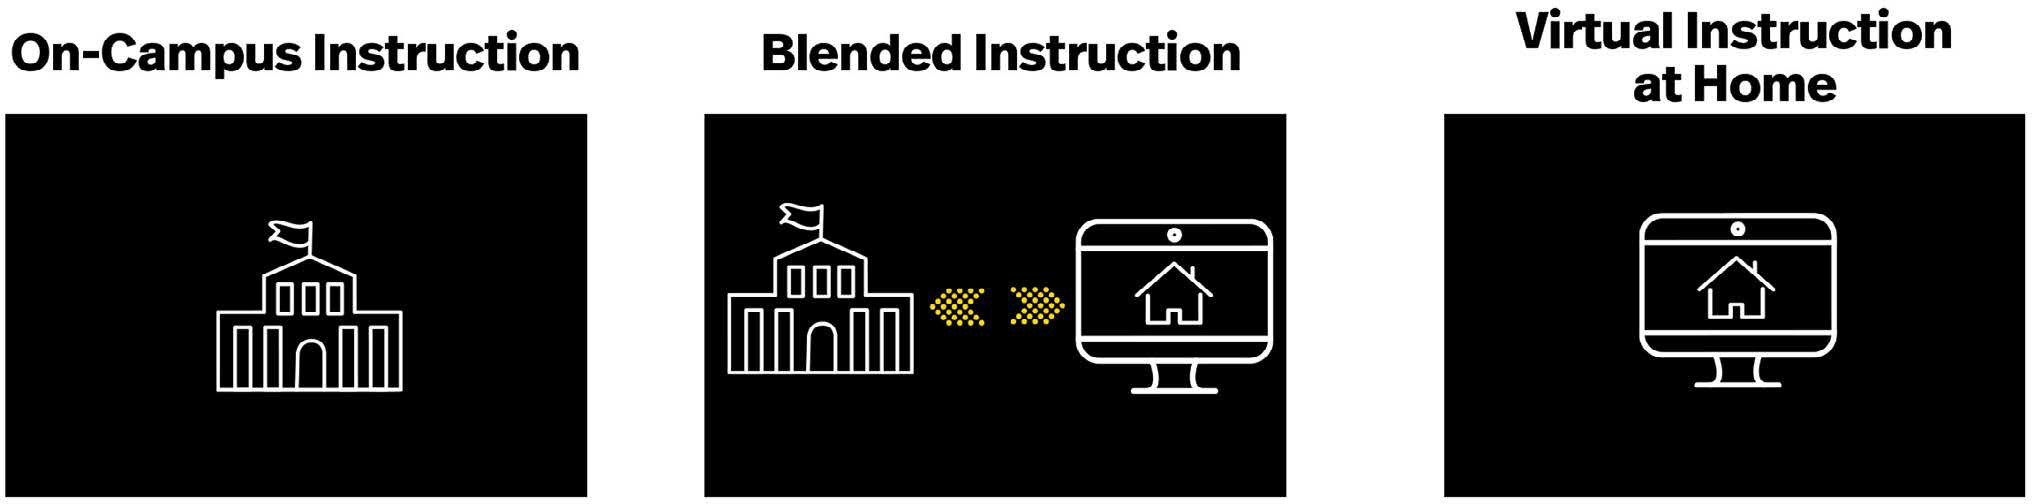 On-Campus Instruction
Blended Instruction
Virtual Instruction
at Home